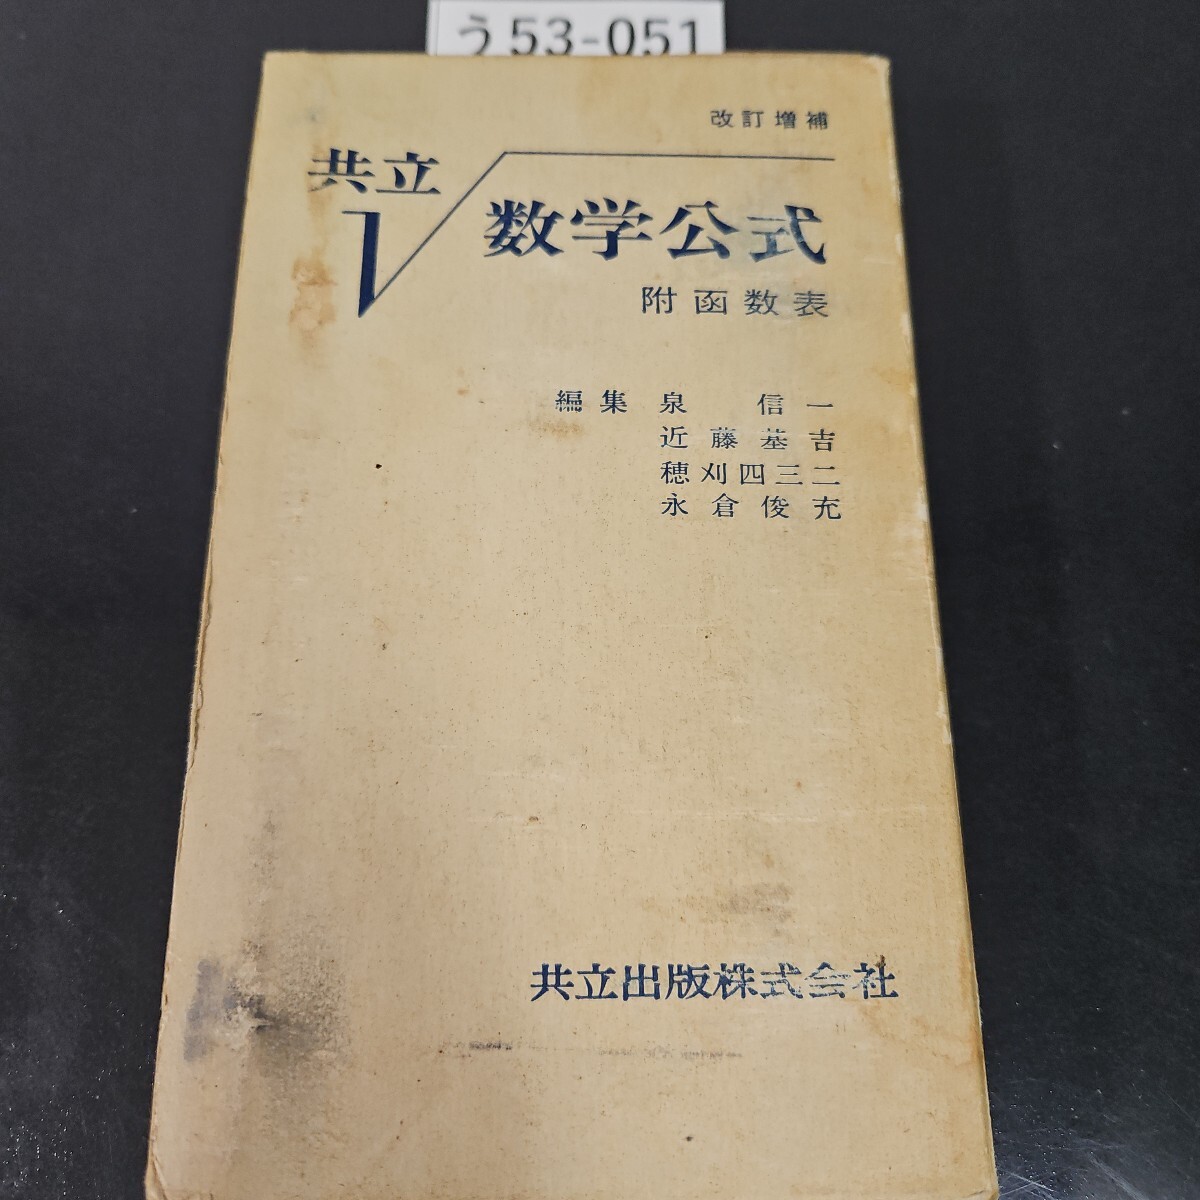 う53-051
改訂増補
共立
数学公式
附函数表
編集 泉 信一
近藤基吉
穂刈四三二
永倉俊充
共立出版株式会社